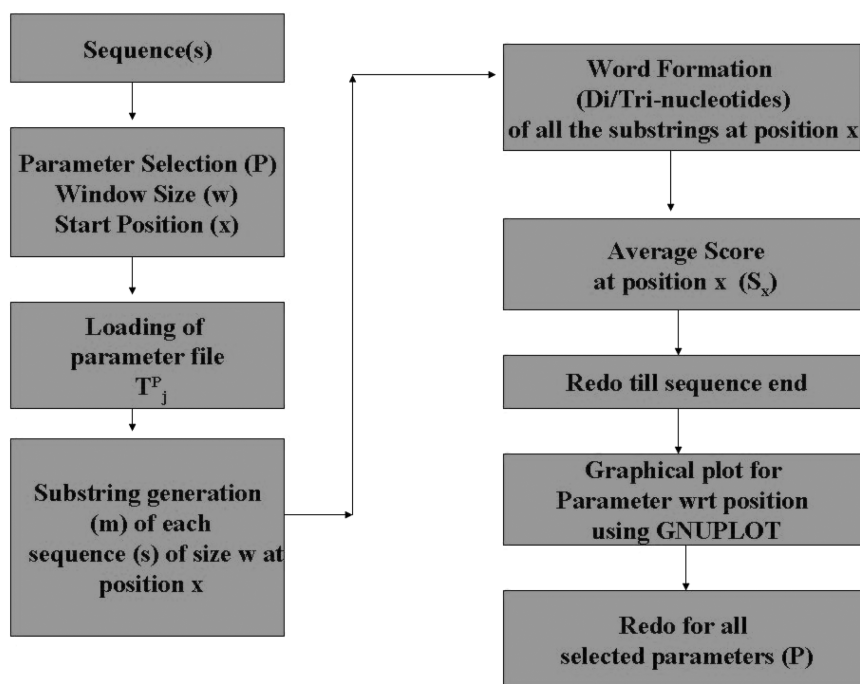 Sequence(s)
Parameter Selection (P)
Window Size (w)
Start Position (x)
Loading of
parameter file
T^P_j
Substring generation
(m) of each
sequence (s) of size w at
position x
Word Formation
(Di/Tri-nucleotides)
of all the substrings at position x
Average Score
at position x (S_x)
Redo till sequence end
Graphical plot for
Parameter wrt position
using GNUPLOT
Redo for all
selected parameters (P)